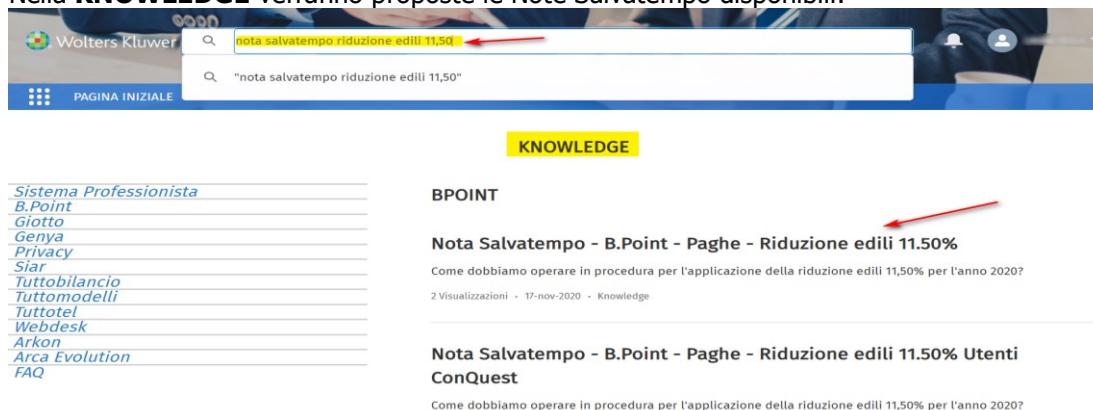 Nella KNOWLEDGE verranno proposte le Note Salvatempo disponibili.
Wolters Kluwer
nota salvatempo riduzione edili 11,50
"nota salvatempo riduzione edili 11,50"
PAGINA INIZIALE
KNOWLEDGE
Sistema Professionista
B.Point
Giotto
Genya
Privacy
Siar
Tuttobilancio
Tuttomodelli
Tuttotel
Webdesk
Arkon
Arca Evolution
FAQ
BPOINT
Nota Salvatempo - B.Point - Paghe - Riduzione edili 11.50%
Come dobbiamo operare in procedura per l'applicazione della riduzione edili 11,50% per l'anno 2020?
2 Visualizzazioni • 17-nov-2020 • Knowledge
Nota Salvatempo - B.Point - Paghe - Riduzione edili 11.50% Utenti
ConQuest
Come dobbiamo operare in procedura per l'applicazione della riduzione edili 11,50% per l'anno 2020?